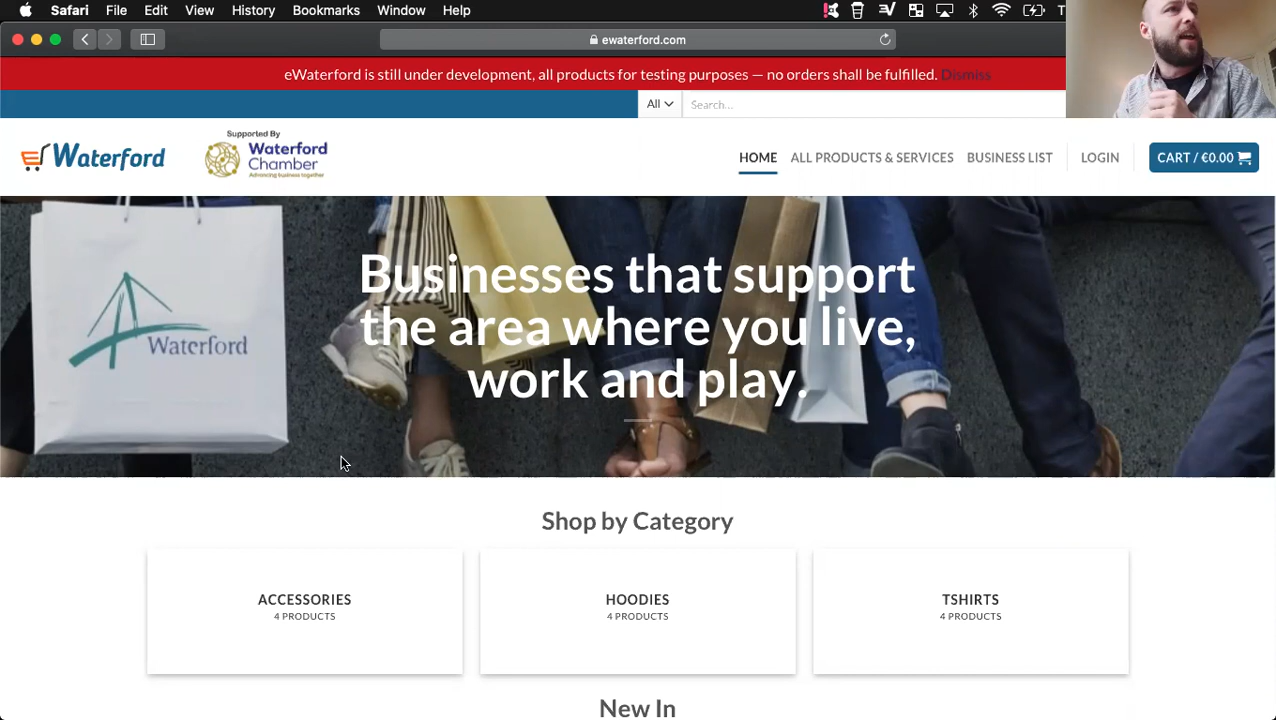 Safari File Edit View History Bookmarks Window Help
ewaterford.com
eWaterford is still under development, all products for testing purposes — no orders shall be fulfilled. Dismiss
All Search...
Waterford
Supported By
Waterford
Chamber
Advancing business together
HOME ALL PRODUCTS & SERVICES BUSINESS LIST LOGIN CART / €0.00
Waterford
Businesses that support
the area where you live,
work and play.
Shop by Category
ACCESSORIES HOODIES TSHIRTS
4 PRODUCTS 4 PRODUCTS 4 PRODUCTS
New In